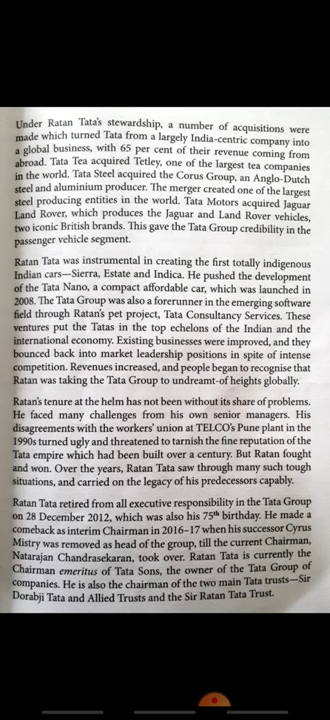 Under Ratan Tata's stewardship, a number of acquisitions were
made which turned Tata from a largely India-centric company into
a global business, with 65 per cent of their revenue coming from
abroad. Tata Tea acquired Tetley, one of the largest tea companies
in the world. Tata Steel acquired the Corus Group, an Anglo-Dutch
steel and aluminium producer. The merger created one of the largest
steel producing entities in the world. Tata Motors acquired Jaguar
Land Rover, which produces the Jaguar and Land Rover vehicles,
two iconic British brands. This gave the Tata Group credibility in the
passenger vehicle segment.
Ratan Tata was instrumental in creating the first totally indigenous
Indian cars—Sierra, Estate and Indica. He pushed the development
of the Tata Nano, a compact affordable car, which was launched in
2008. The Tata Group was also a forerunner in the emerging software
field through Ratan's pet project, Tata Consultancy Services. These
ventures put the Tatas in the top echelons of the Indian and the
international economy. Existing businesses were improved, and they
bounced back into market leadership positions in spite of intense
competition. Revenues increased, and people began to recognise that
Ratan was taking the Tata Group to undreamt-of heights globally.
Ratan's tenure at the helm has not been without its share of problems.
He faced many challenges from his own senior managers. His
disagreements with the workers' union at TELCO's Pune plant in the
1990s turned ugly and threatened to tarnish the fine reputation of the
Tata empire which had been built over a century. But Ratan fought
and won. Over the years, Ratan Tata saw through many such tough
situations, and carried on the legacy of his predecessors capably.
Ratan Tata retired from all executive responsibility in the Tata Group
on 28 December 2012, which was also his 75th birthday. He made a
comeback as interim Chairman in 2016–17 when his successor Cyrus
Mistry was removed as head of the group, till the current Chairman,
Natarajan Chandrasekaran, took over. Ratan Tata is currently the
Chairman emeritus of Tata Sons, the owner of the Tata Group of
companies. He is also the chairman of the two main Tata trusts—Sir
Dorabji Tata and Allied Trusts and the Sir Ratan Tata Trust.